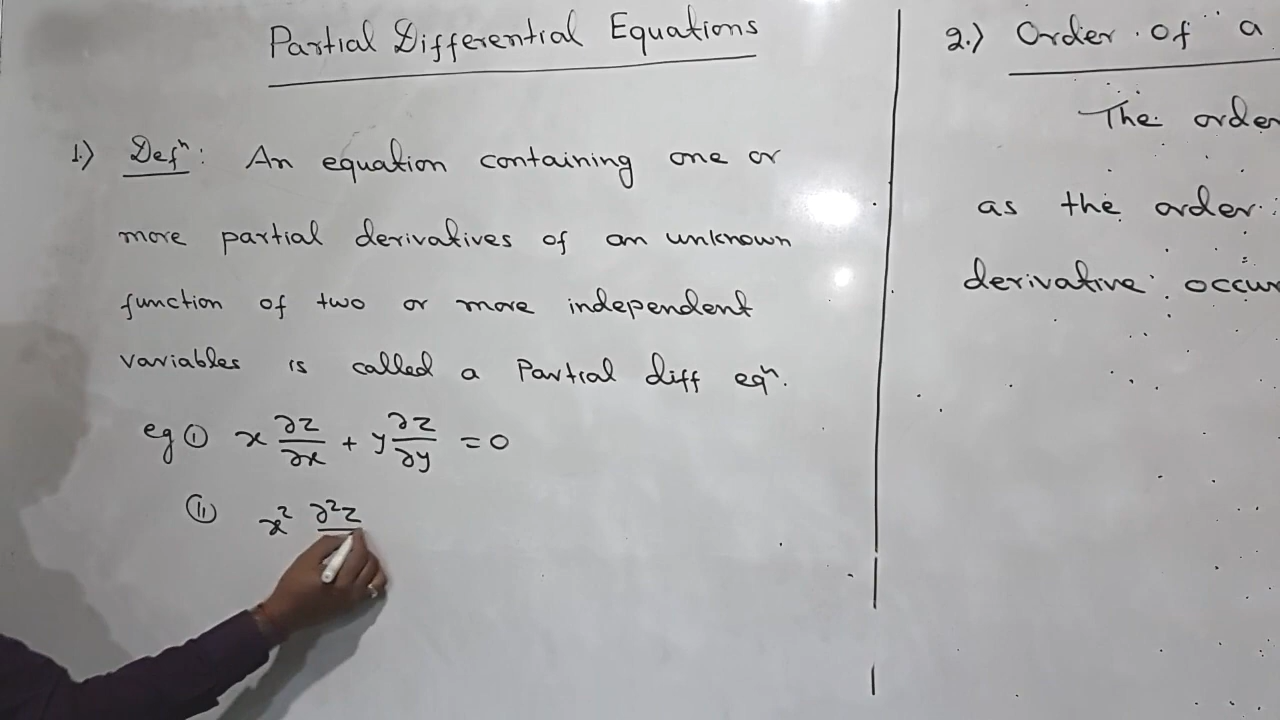 Partial Differential Equations
1.) Defⁿ: An equation containing one or
more partial derivatives of an unknown
function of two or more independent
variables is called a Partial diff eqⁿ.
eg ① x ∂z/∂x + y ∂z/∂y = 0
⑪ x² ∂²z
2.) Order of a
The order
as the order
derivative occur